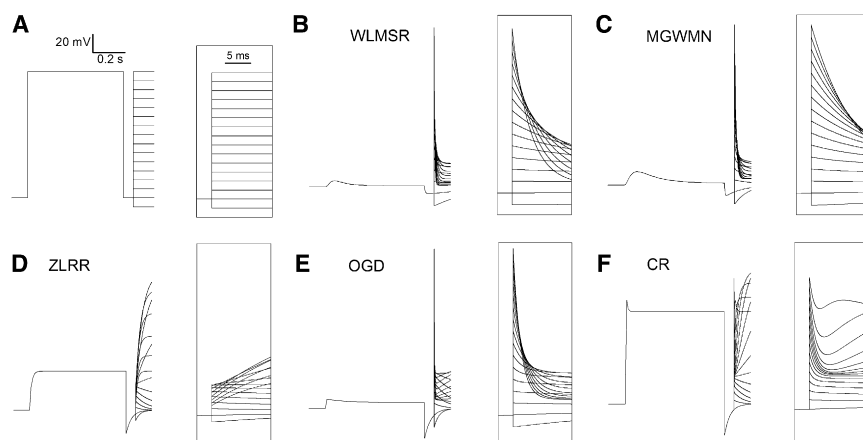 A
20 mV
0.2 s
5 ms
B
WLMSR
C
MGWMN
D
ZLRR
E
OGD
F
CR